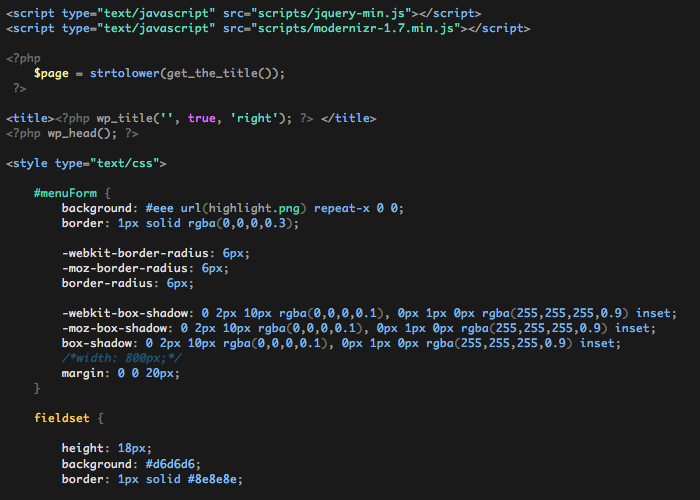 <script type="text/javascript" src="scripts/jquery-min.js"></script>
<script type="text/javascript" src="scripts/modernizr-1.7.min.js"></script>
<?php
$page = strtolower(get_the_title());
?>
<title><?php wp_title('', true, 'right'); ?> </title>
<?php wp_head(); ?>
<style type="text/css">
#menuForm {
background: #eee url(highlight.png) repeat-x 0 0;
border: 1px solid rgba(0,0,0,0.3);
-webkit-border-radius: 6px;
-moz-border-radius: 6px;
border-radius: 6px;
-webkit-box-shadow: 0 2px 10px rgba(0,0,0,0.1), 0px 1px 0px rgba(255,255,255,0.9) inset;
-moz-box-shadow: 0 2px 10px rgba(0,0,0,0.1), 0px 1px 0px rgba(255,255,255,0.9) inset;
box-shadow: 0 2px 10px rgba(0,0,0,0.1), 0px 1px 0px rgba(255,255,255,0.9) inset;
/*width: 800px;*/
margin: 0 0 20px;
}
fieldset {
height: 18px;
background: #d6d6d6;
border: 1px solid #8e8e8e;